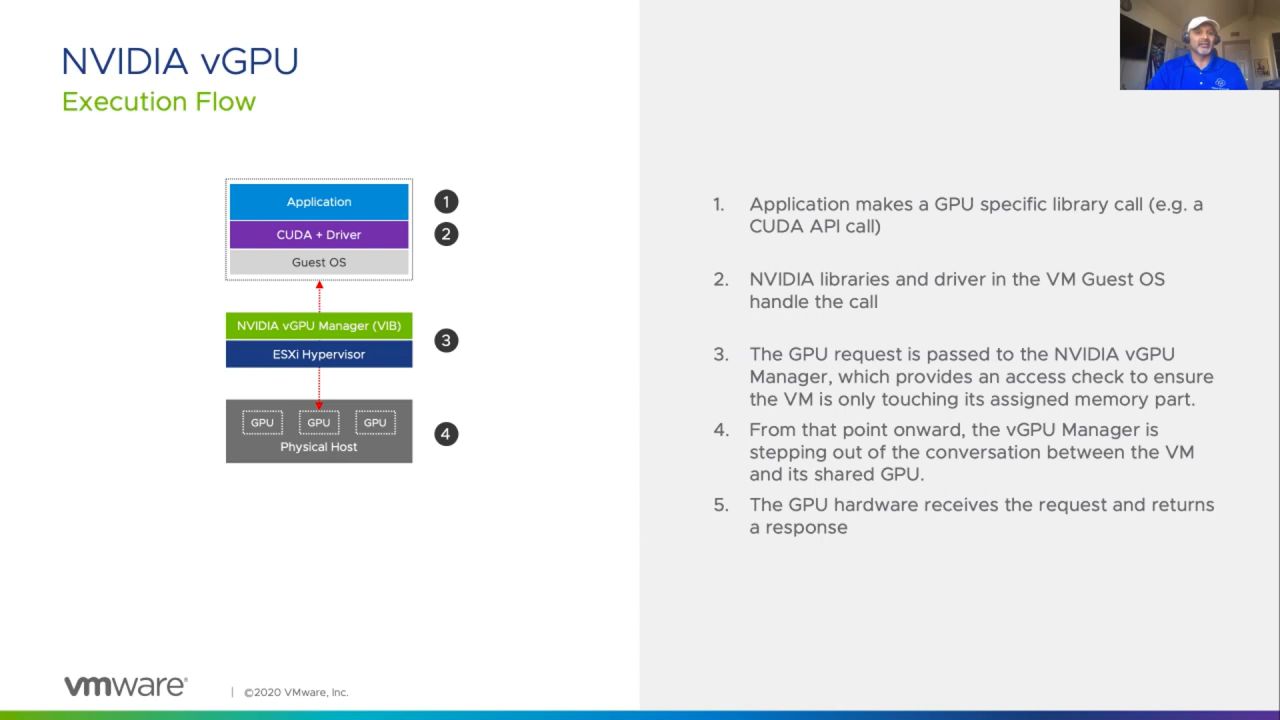 NVIDIA vGPU
Execution Flow
Application
1
CUDA + Driver
2
Guest OS
NVIDIA vGPU Manager (VIB)
ESXi Hypervisor
3
GPU GPU GPU
Physical Host
4
1. Application makes a GPU specific library call (e.g. a
CUDA API call)
2. NVIDIA libraries and driver in the VM Guest OS
handle the call
3. The GPU request is passed to the NVIDIA vGPU
Manager, which provides an access check to ensure
the VM is only touching its assigned memory part.
4. From that point onward, the vGPU Manager is
stepping out of the conversation between the VM
and its shared GPU.
5. The GPU hardware receives the request and returns
a response
vmware®
©2020 VMware, Inc.